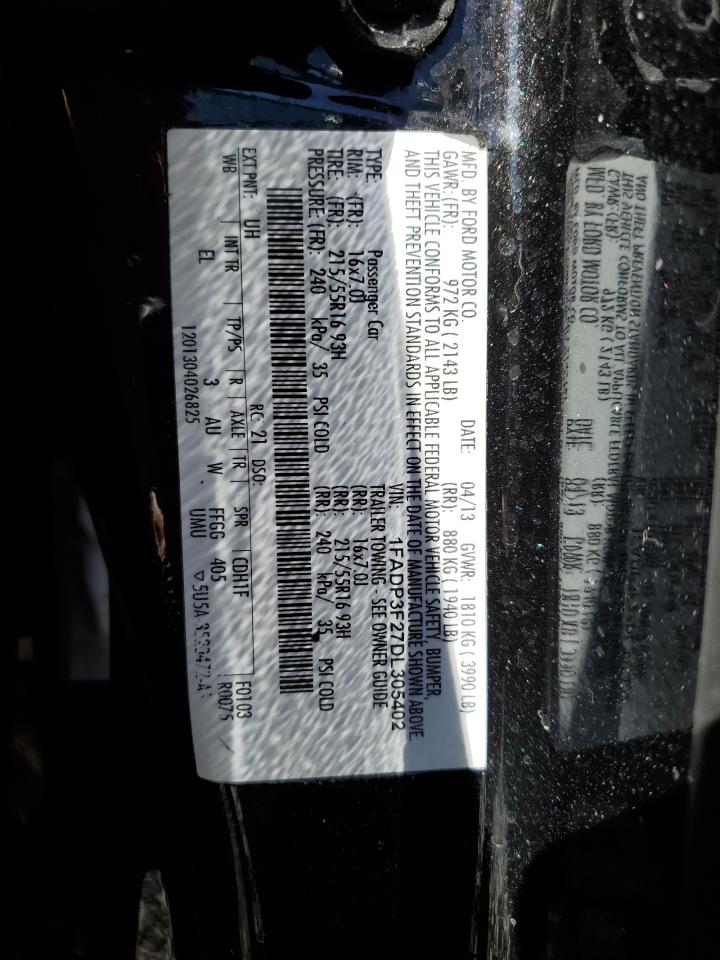 MFD. BY FORD MOTOR CO.
DATE: 04/13 GVWR: 1810 KG ( 3990 LB)
GAWR: (FR): 972 KG ( 2143 LB) (RR): 880 KG ( 1940 LB)
THIS VEHICLE CONFORMS TO ALL APPLICABLE FEDERAL MOTOR VEHICLE SAFETY, BUMPER,
AND THEFT PREVENTION STANDARDS IN EFFECT ON THE DATE OF MANUFACTURE SHOWN ABOVE.
VIN: 1FADP3F27DL305402
TYPE: Passenger Car TRAILER TOWING - SEE OWNER GUIDE
RIM: (FR): 16x7.0J (RR): 16x7.0J
TIRE: (FR): 215/55R16 93H (RR): 215/55R16 93H
PRESSURE (FR): 240 kPa/ 35 PSI COLD (RR): 240 kPa/ 35 PSI COLD
EXT PNT: UH RC: 21 DSO: F0103
WB INT TR TP/PS R AXLE TR SPR CDH1F R0075
EL 3 AU W FFGG 405
UMU
1201304026825